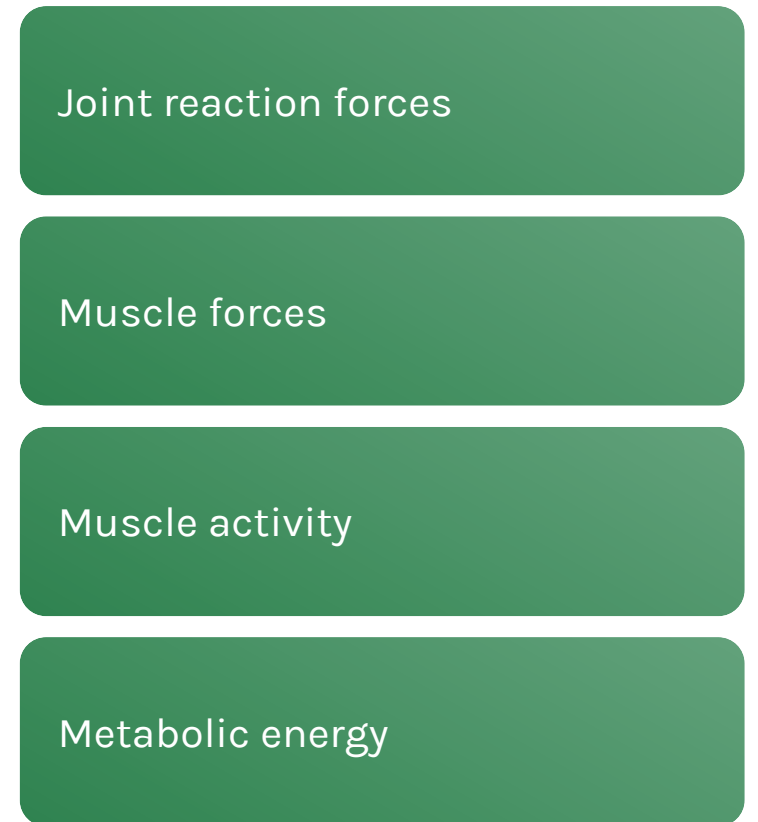 Joint reaction forces
Muscle forces
Muscle activity
Metabolic energy